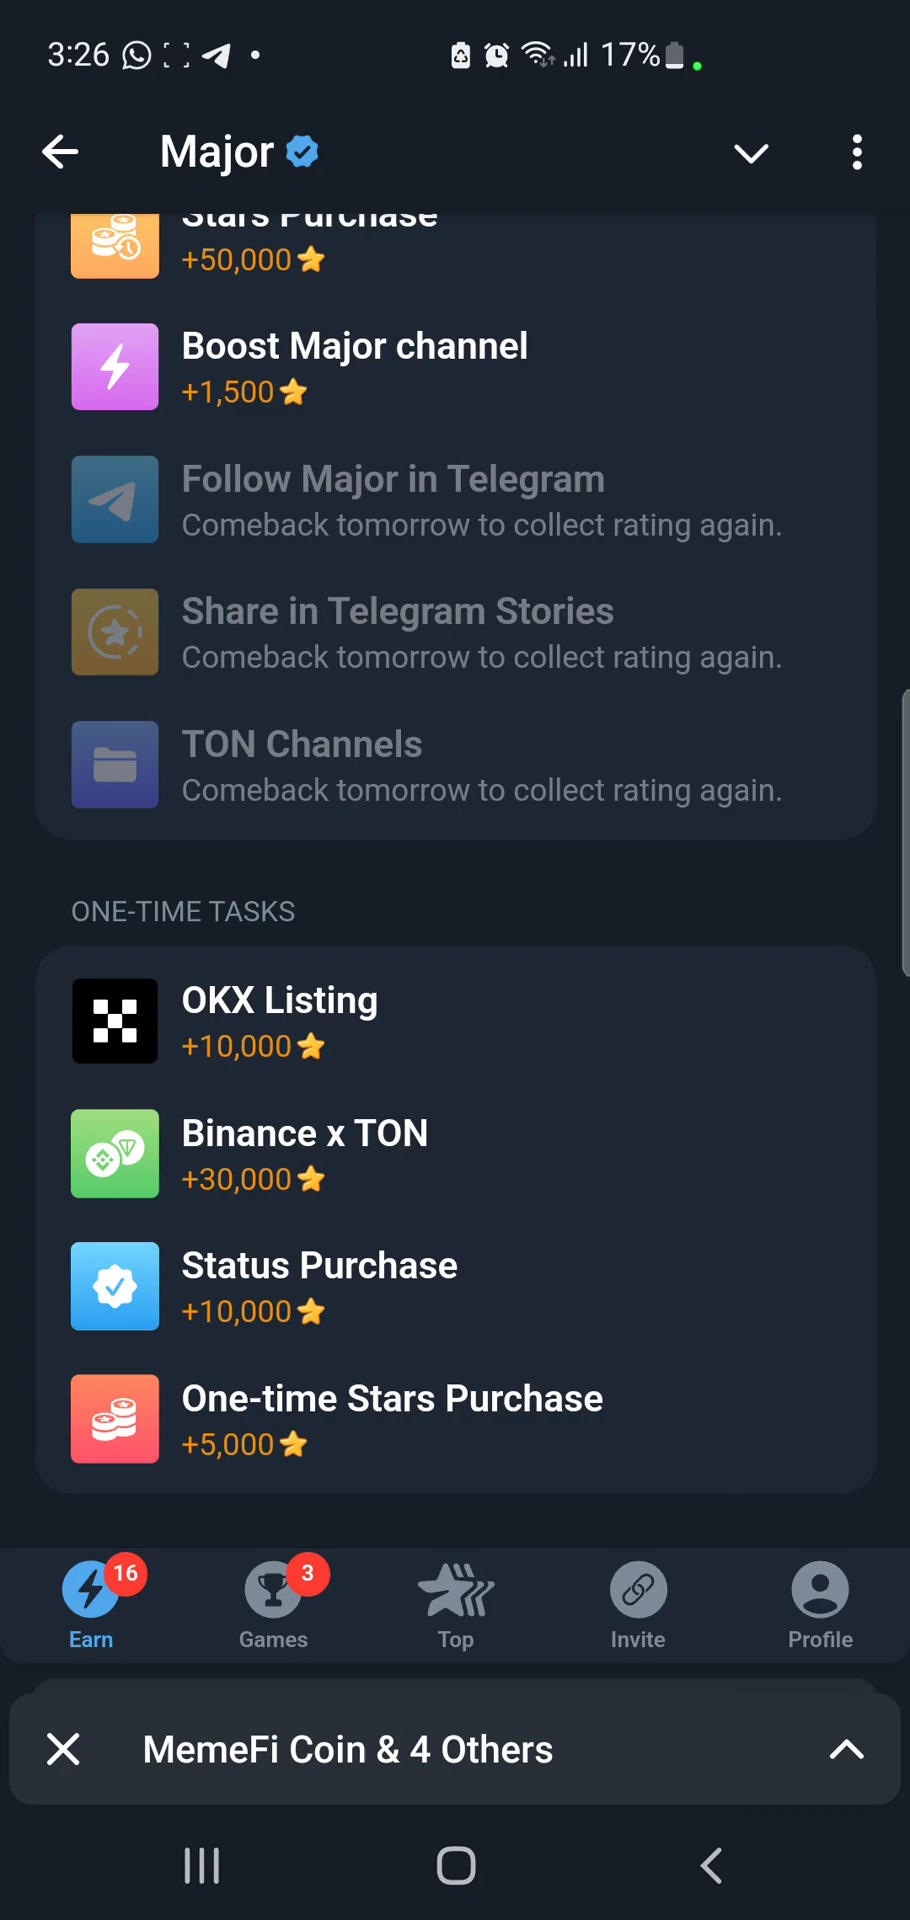 3:26
17%
Major
Stars Purchase
+50,000
Boost Major channel
+1,500
Follow Major in Telegram
Comeback tomorrow to collect rating again.
Share in Telegram Stories
Comeback tomorrow to collect rating again.
TON Channels
Comeback tomorrow to collect rating again.
ONE-TIME TASKS
OKX Listing
+10,000
Binance x TON
+30,000
Status Purchase
+10,000
One-time Stars Purchase
+5,000
16
3
Earn
Games
Top
Invite
Profile
MemeFi Coin & 4 Others